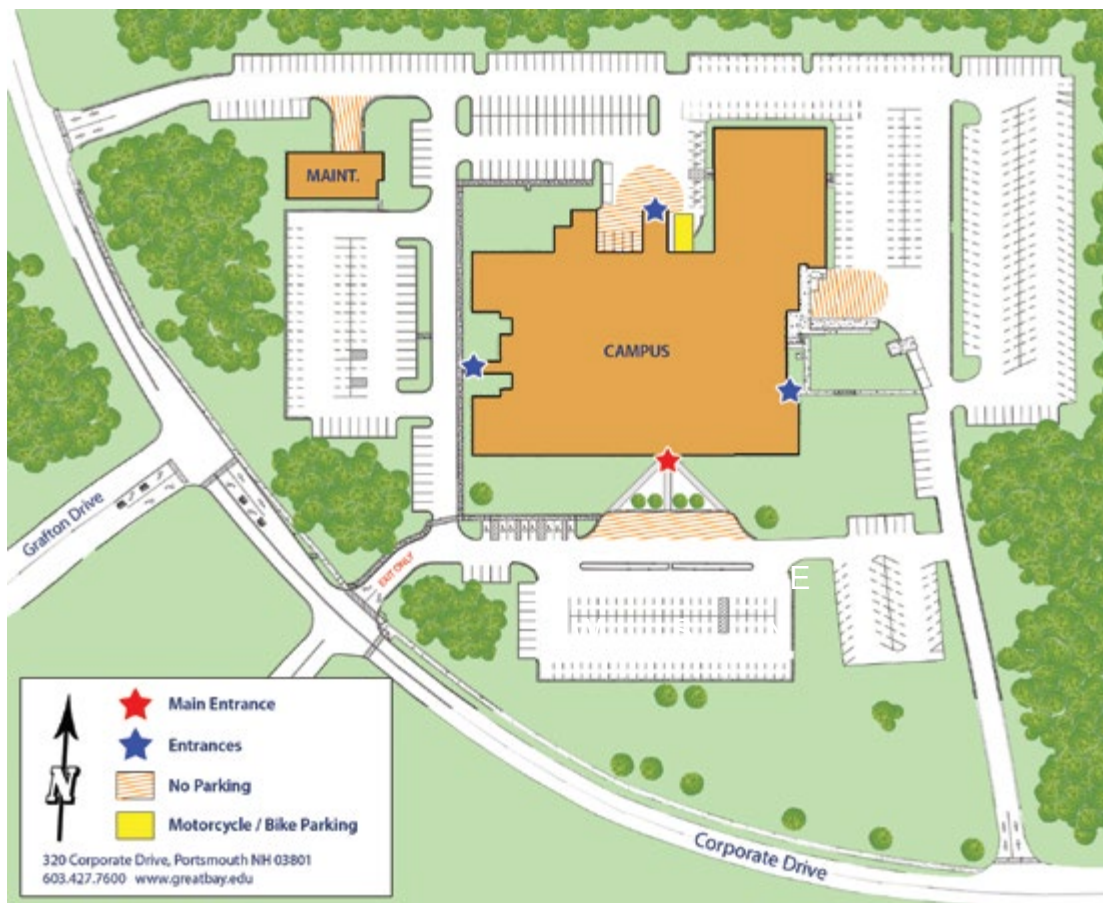 MAINT.
CAMPUS
Grafton Drive
EXIT ONLY
E
Main Entrance
Entrances
No Parking
Motorcycle / Bike Parking
N
320 Corporate Drive, Portsmouth NH 03801
603.427.7600 www.greatbay.edu
Corporate Drive